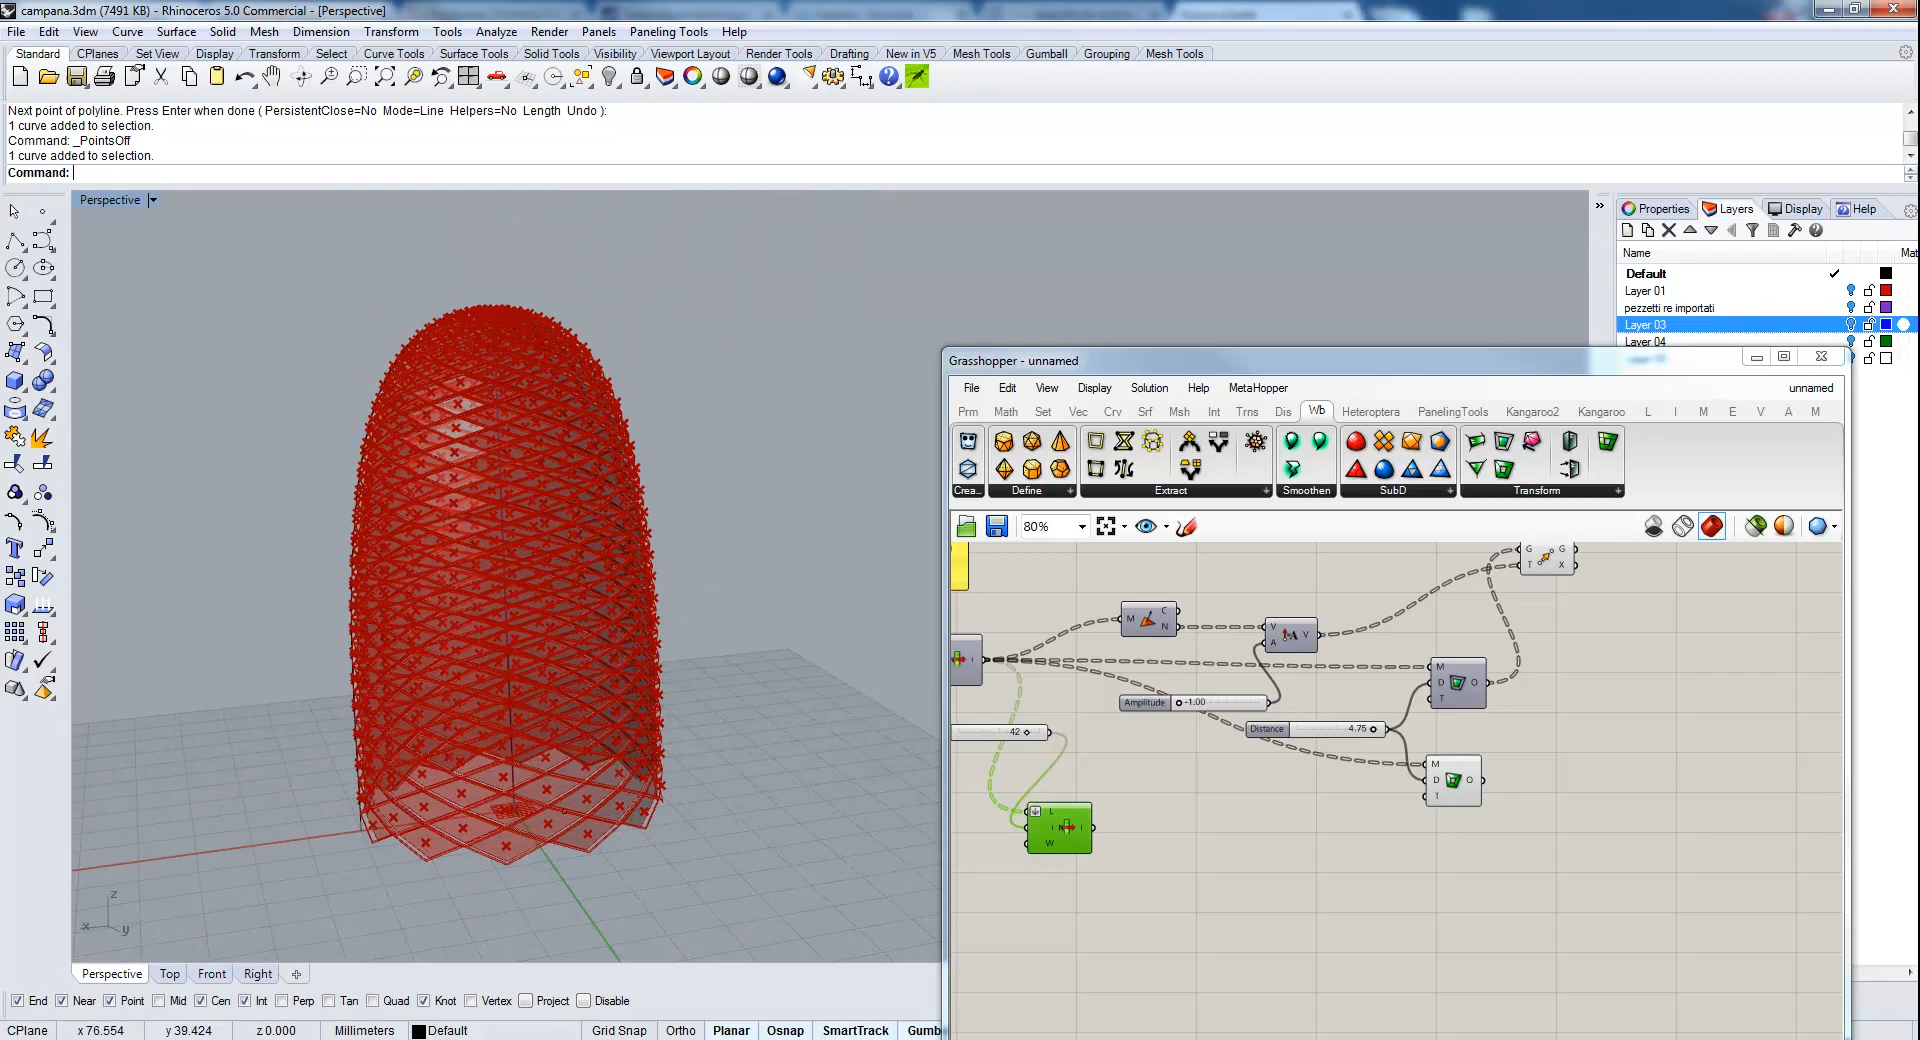 campana.3dm (7491 KB) - Rhinoceros 5.0 Commercial - [Perspective]
File Edit View Curve Surface Solid Mesh Dimension Transform Tools Analyze Render Panels Paneling Tools Help
Standard CPlanes Set View Display Transform Select Curve Tools Surface Tools Solid Tools Visibility Viewport Layout Render Tools Drafting New in V5 Mesh Tools Gumball Grouping Mesh Tools
Next point of polyline. Press Enter when done ( PersistentClose=No Mode=Line Helpers=No Length Undo ):
1 curve added to selection.
Command: _PointsOff
1 curve added to selection.
Command:
Perspective
Properties Layers Display Help
Name Mat
Default
Layer 01
pezzetti re importati
Layer 03
Layer 04
Grasshopper - unnamed
File Edit View Display Solution Help MetaHopper unnamed
Prm Math Set Vec Crv Srf Msh Int Trns Dis Wb Heteroptera PanelingTools Kangaroo2 Kangaroo L I M E V A M
Crea... Define Extract Smoothen SubD Transform
80%
G G
T X
M C
N
V V
A
A
i
M
D O
T
Amplitude -1.00
Distance 4.75
42
M
D O
T
L
i N i
W
z
x y
Perspective Top Front Right
End Near Point Mid Cen Int Perp Tan Quad Knot Vertex Project Disable
CPlane x 76.554 y 39.424 z 0.000 Millimeters Default Grid Snap Ortho Planar Osnap SmartTrack Gumb